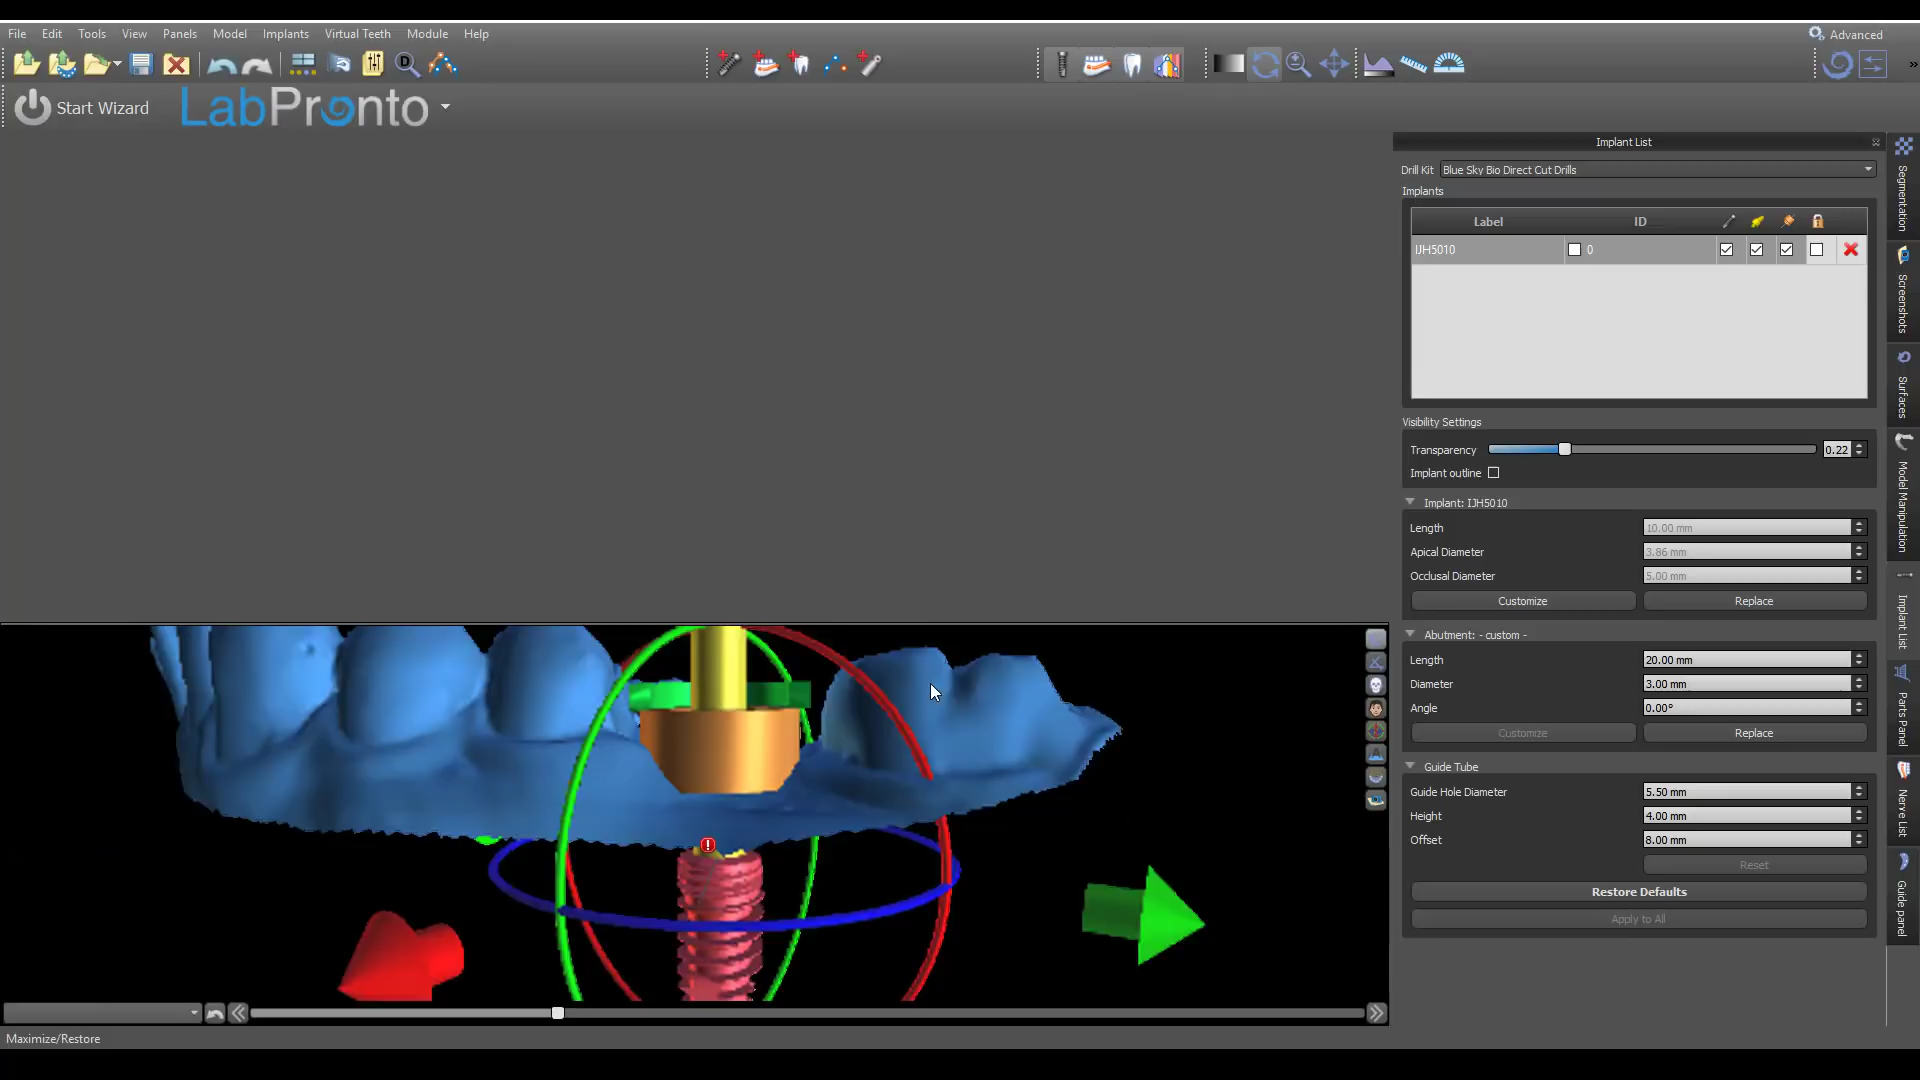 File Edit Tools View Panels Model Implants Virtual Teeth Module Help
Advanced
D
»
Start Wizard LabPronto
Implant List
Drill Kit Blue Sky Bio Direct Cut Drills
Implants
Label ID
IJH5010 0
Visibility Settings
Transparency 0.22
Implant outline
Implant: IJH5010
Length 10.00 mm
Apical Diameter 3.86 mm
Occlusal Diameter 5.00 mm
Customize Replace
Abutment: - custom -
Length 20.00 mm
Diameter 3.00 mm
Angle 0.00°
Customize Replace
Guide Tube
Guide Hole Diameter 5.50 mm
Height 4.00 mm
Offset 8.00 mm
Reset
Restore Defaults
Apply to All
Segmentation
Screenshots
Surfaces
Model Manipulation
Implant List
Parts Panel
Nerve List
Guide panel
!
Maximize/Restore